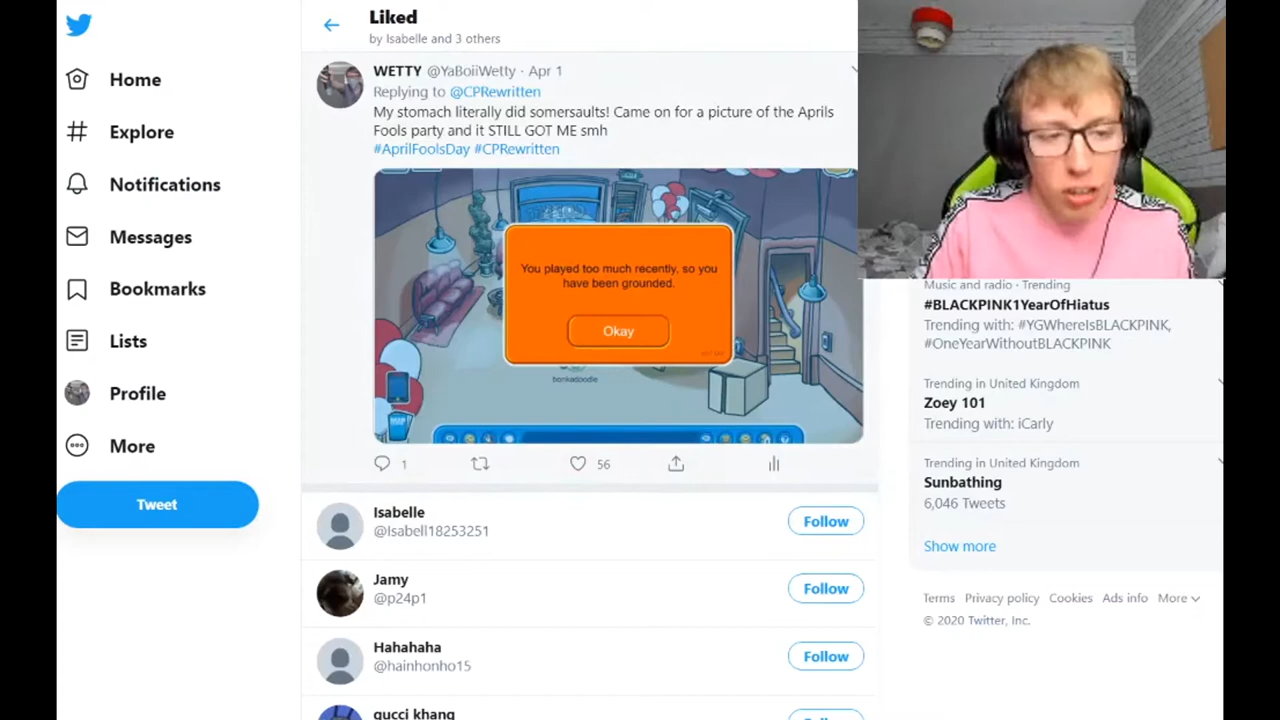 Home
Explore
Notifications
Messages
Bookmarks
Lists
Profile
More
Tweet
Liked
by Isabelle and 3 others
WETTY @YaBoiiWetty · Apr 1
Replying to @CPRewritten
My stomach literally did somersaults! Came on for a picture of the Aprils
Fools party and it STILL GOT ME smh
#AprilFoolsDay #CPRewritten
You played too much recently, so you
have been grounded.
Okay
bonkadoodle
1
56
Isabelle
@Isabell18253251
Follow
Jamy
@p24p1
Follow
Hahahaha
@hainhonho15
Follow
gucci khang
Music and radio · Trending
#BLACKPINK1YearOfHiatus
Trending with: #YGWhereIsBLACKPINK,
#OneYearWithoutBLACKPINK
Trending in United Kingdom
Zoey 101
Trending with: iCarly
Trending in United Kingdom
Sunbathing
6,046 Tweets
Show more
Terms Privacy policy Cookies Ads info More
© 2020 Twitter, Inc.